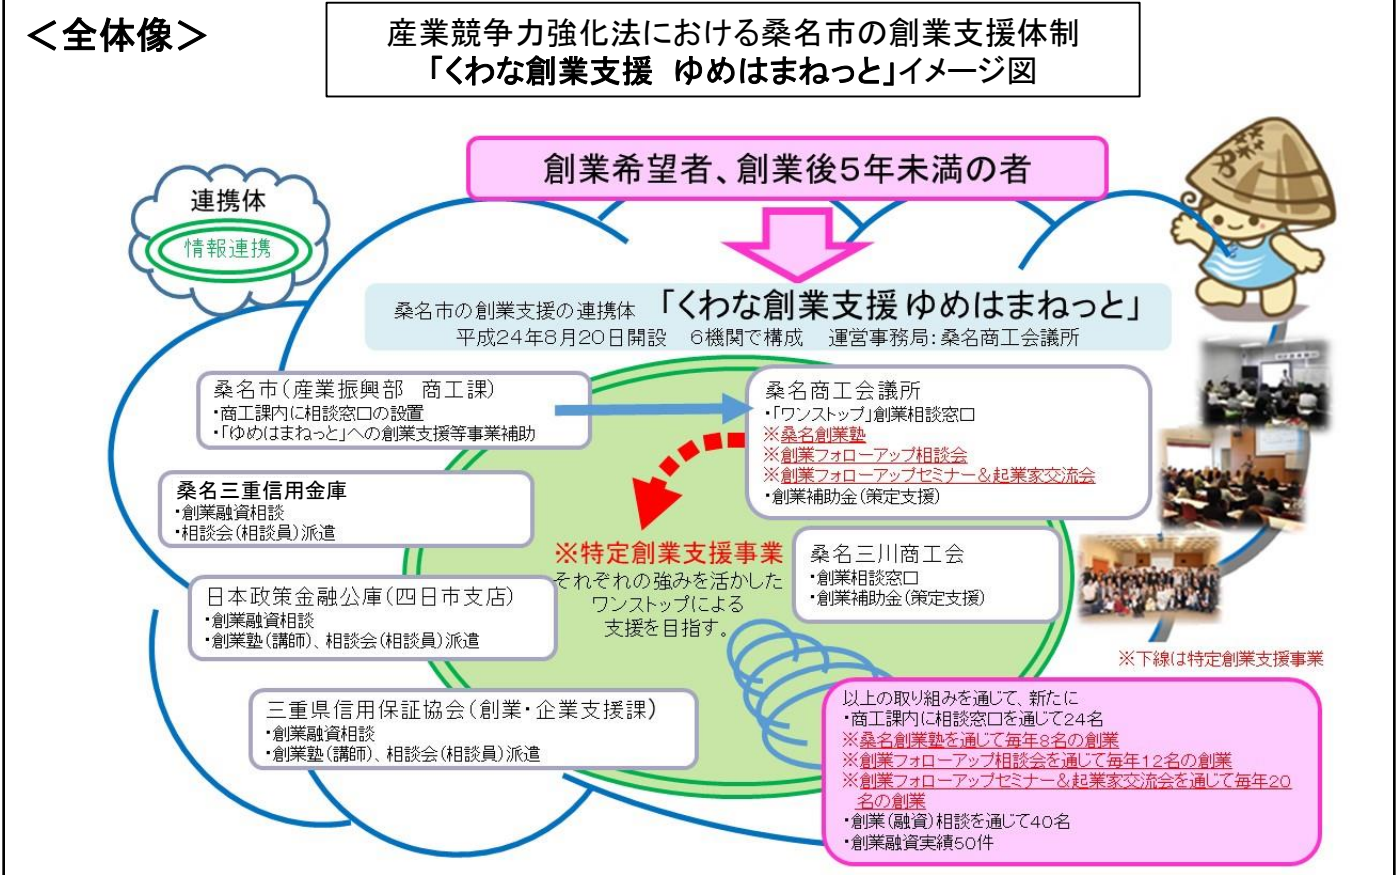 ＜全体像＞
産業競争力強化法における桑名市の創業支援体制
「くわな創業支援 ゆめはまねっと」イメージ図
創業希望者、創業後5年未満の者
連携体
情報連携
桑名市の創業支援の連携体 「くわな創業支援 ゆめはまねっと」
平成24年8月20日開設 6機関で構成 運営事務局：桑名商工会議所
桑名市（産業振興部 商工課）
・商工課内に相談窓口の設置
・「ゆめはまねっと」への創業支援等事業補助
桑名商工会議所
・「ワンストップ」創業相談窓口
※桑名創業塾
※創業フォローアップ相談会
※創業フォローアップセミナー＆起業家交流会
・創業補助金（策定支援）
桑名三重信用金庫
・創業融資相談
・相談会（相談員）派遣
※特定創業支援事業
それぞれの強みを活かした
ワンストップによる
支援を目指す。
桑名三川商工会
・創業相談窓口
・創業補助金（策定支援）
日本政策金融公庫（四日市支店）
・創業融資相談
・創業塾（講師）、相談会（相談員）派遣
※下線は特定創業支援事業
三重県信用保証協会（創業・企業支援課）
・創業融資相談
・創業塾（講師）、相談会（相談員）派遣
以上の取り組みを通じて、新たに
・商工課内に相談窓口を通じて24名
※桑名創業塾を通じて毎年8名の創業
※創業フォローアップ相談会を通じて毎年12名の創業
※創業フォローアップセミナー＆起業家交流会を通じて毎年20
名の創業
・創業（融資）相談を通じて40名
・創業融資実績50件